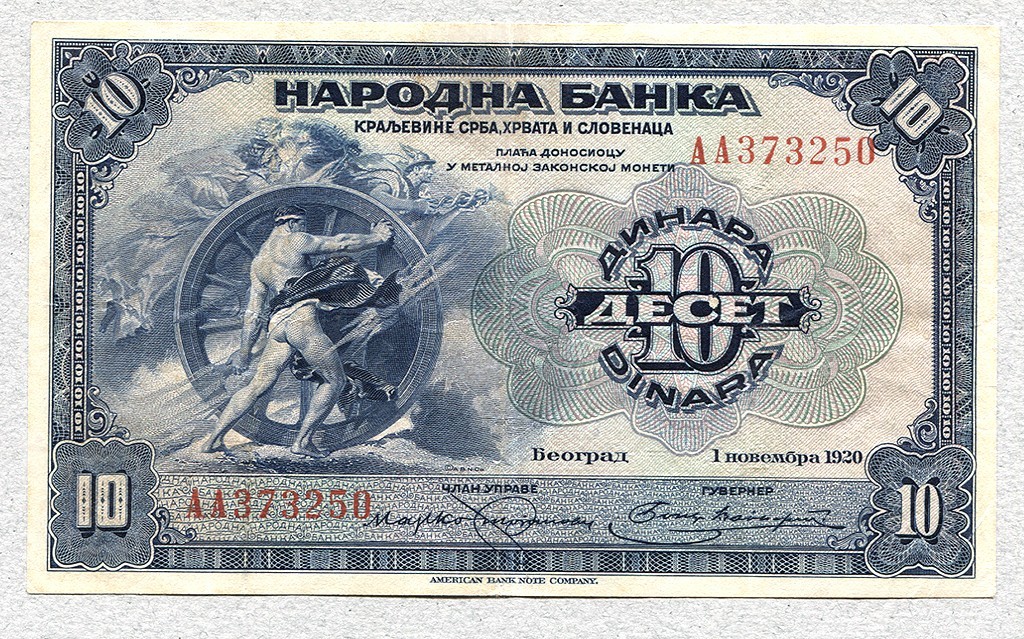 10 10
НАРОДНА БАНКА
КРАЉЕВИНЕ СРБА, ХРВАТА И СЛОВЕНАЦА
ПЛАЋА ДОНОСИОЦУ
У МЕТАЛНОЈ ЗАКОНСКОЈ МОНЕТИ
АА373250
ДИНАРА
10
ДЕСЕТ
DINARA
Београд 1 новембра 1920
ЧЛАН УПРАВЕ ГУВЕРНЕР
АА373250
10 10
AMERICAN BANK NOTE COMPANY.